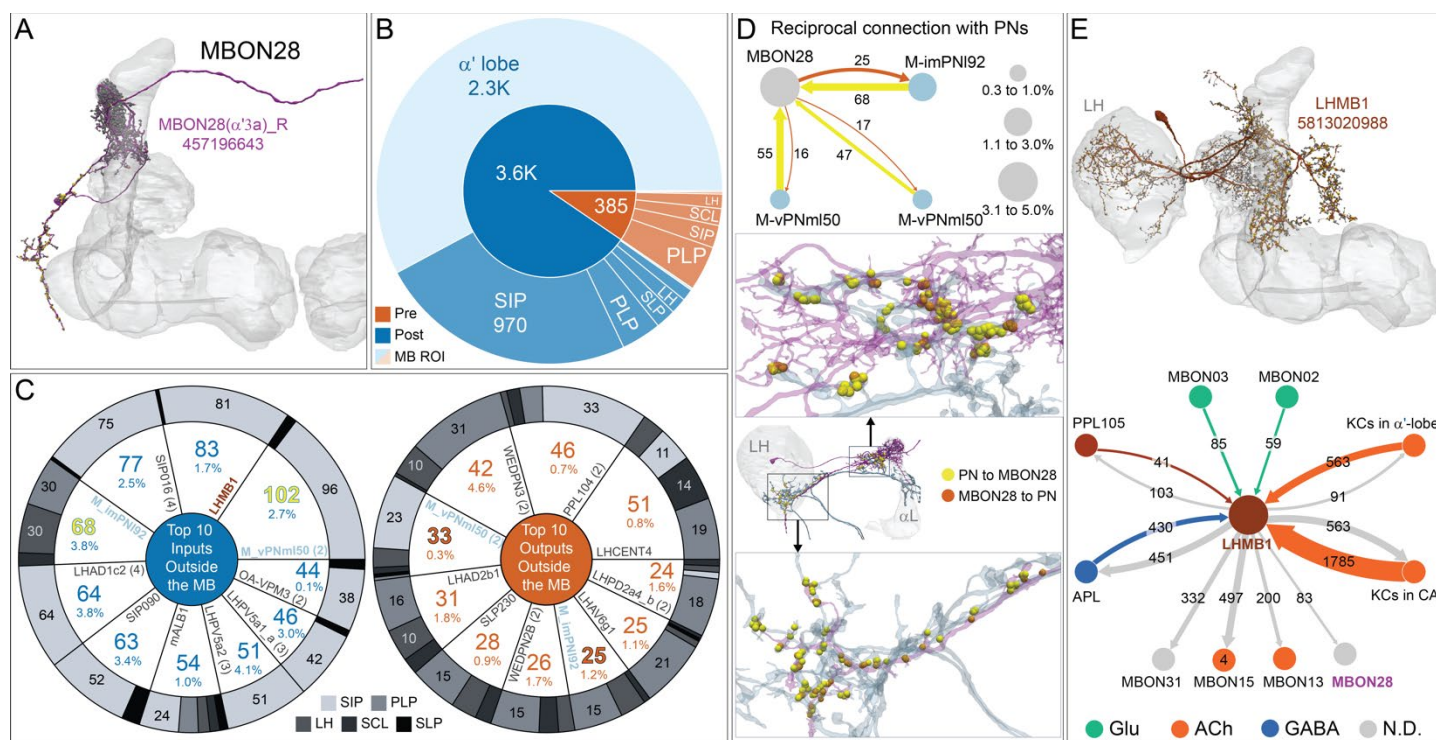 A
MBON28
MBON28(α'3a)_R
457196643
B
α' lobe
2.3K
3.6K
385
LH
SCL
SIP
PLP
LH
SLP
PLP
SIP
970
Pre
Post
MB ROI
C
Top 10
Inputs
Outside
the MB
81
83
1.7%
LHMB1
96
102
2.7%
M_vPNml50 (2)
38
44
0.1%
OA-VPM3 (2)
42
46
3.0%
LHPV5a1_a (3)
51
51
4.1%
LHPV5a2 (3)
24
54
1.0%
mALB1
52
63
3.4%
SIP090
64
64
3.8%
LHAD1c2 (4)
30
30
68
3.8%
M_imPNl92
75
77
2.5%
SIP016 (4)
Top 10
Outputs
Outside
the MB
33
46
0.7%
PPL104 (2)
11
14
19
51
0.8%
LHCENT4
18
24
1.6%
LHPD2a4_b (2)
21
25
1.1%
LHAV6g1
15
25
1.2%
M_imPNl92
15
26
1.7%
WEDPN2B (2)
15
28
0.9%
SLP230
16
10
31
1.8%
LHAD2b1
23
33
0.3%
M_vPNml50 (2)
10
31
42
4.6%
WEDPN3 (2)
SIP
PLP
LH
SCL
SLP
D
Reciprocal connection with PNs
MBON28
M-imPNl92
25
68
17
55
16
47
M-vPNml50
M-vPNml50
0.3 to 1.0%
1.1 to 3.0%
3.1 to 5.0%
LH
αL
PN to MBON28
MBON28 to PN
E
LH
LHMB1
5813020988
MBON03
MBON02
PPL105
KCs in α'-lobe
85
59
41
563
103
91
430
563
LHMB1
451
1785
APL
KCs in CA
332
497
200
83
4
MBON31
MBON15
MBON13
MBON28
Glu
ACh
GABA
N.D.